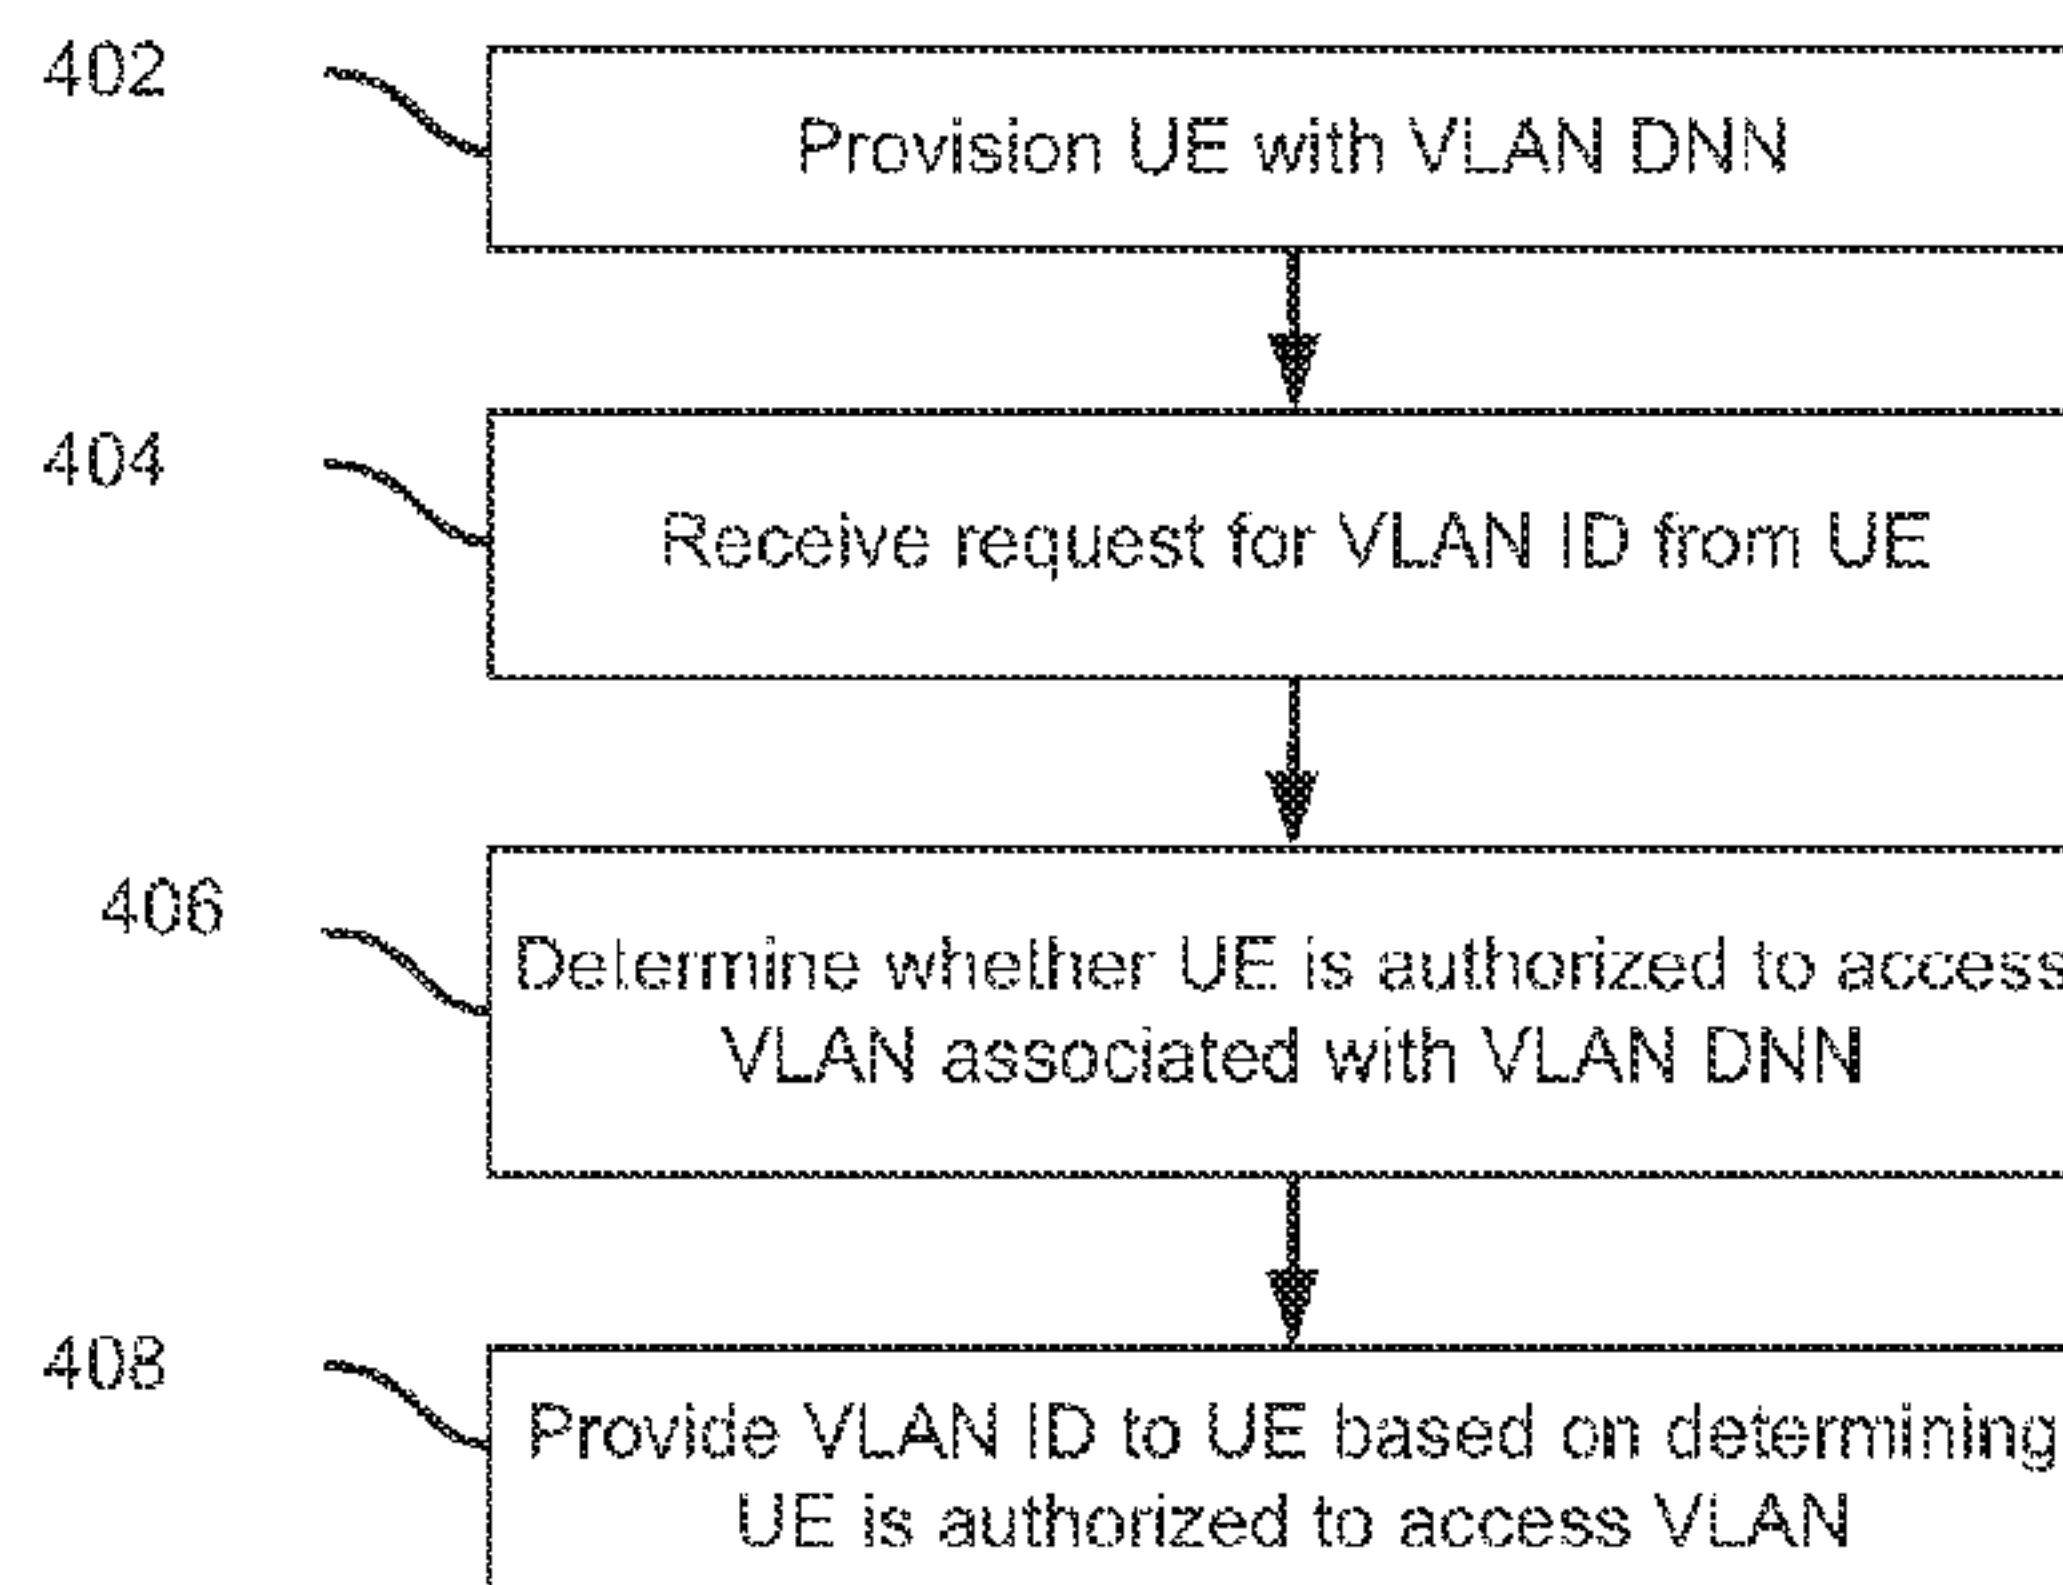 402
Provision UE with VLAN DNN
404
Receive request for VLAN ID from UE
406
Determine whether UE is authorized to access
VLAN associated with VLAN DNN
408
Provide VLAN ID to UE based on determining
UE is authorized to access VLAN